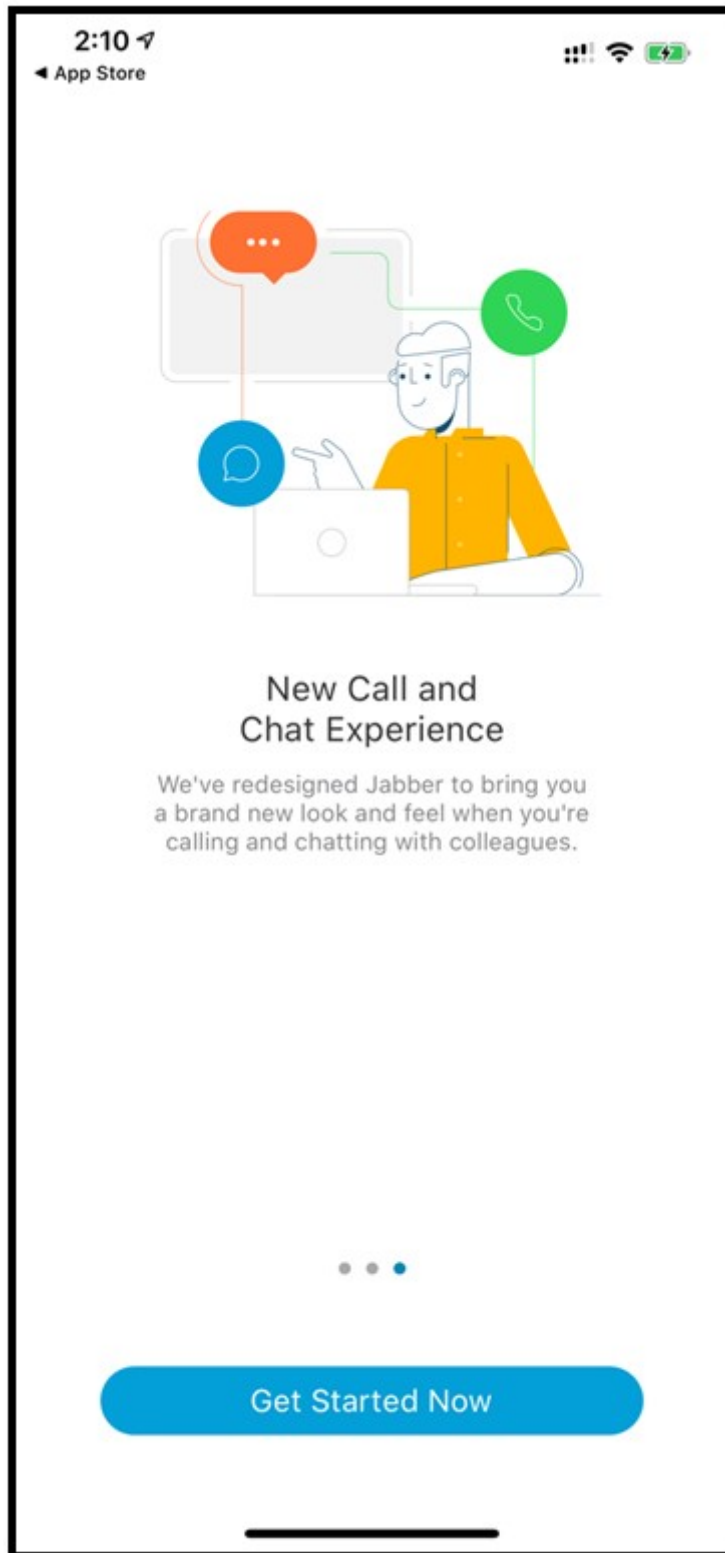 2:10
◀ App Store
New Call and
Chat Experience
We've redesigned Jabber to bring you
a brand new look and feel when you're
calling and chatting with colleagues.
Get Started Now